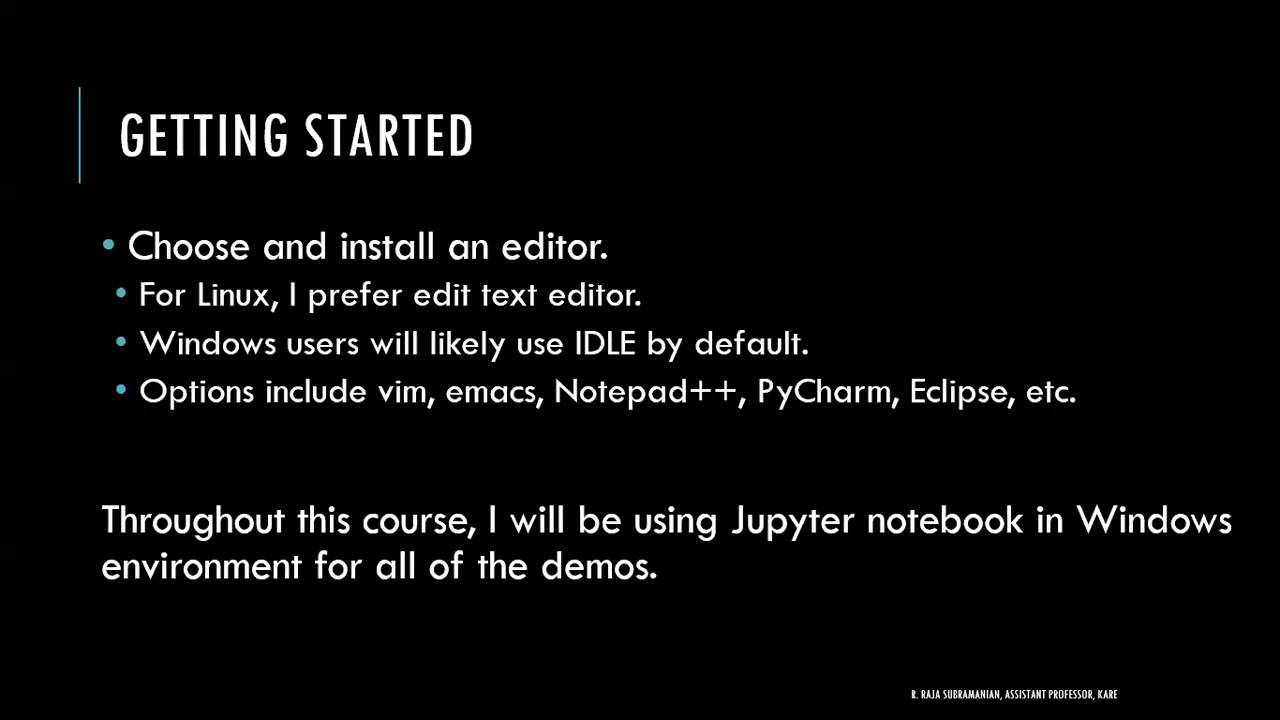 GETTING STARTED
• Choose and install an editor.
• For Linux, I prefer edit text editor.
• Windows users will likely use IDLE by default.
• Options include vim, emacs, Notepad++, PyCharm, Eclipse, etc.
Throughout this course, I will be using Jupyter notebook in Windows
environment for all of the demos.
R. RAJA SUBRAMANIAN, ASSISTANT PROFESSOR, KARE